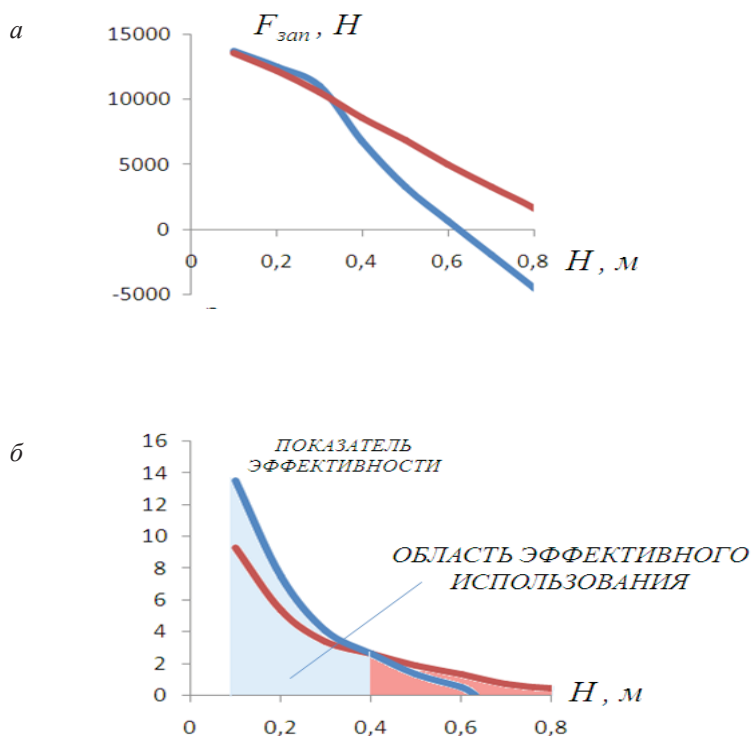 а
F зап , Н
15000
10000
5000
0
-5000
0
0,2
0,4
0,6
0,8
Н , м
б
16
14
12
10
8
6
4
2
0
ПОКАЗАТЕЛЬ
ЭФФЕКТИВНОСТИ
ОБЛАСТЬ ЭФФЕКТИВНОГО
ИСПОЛЬЗОВАНИЯ
Н , м
0
0,2
0,4
0,6
0,8